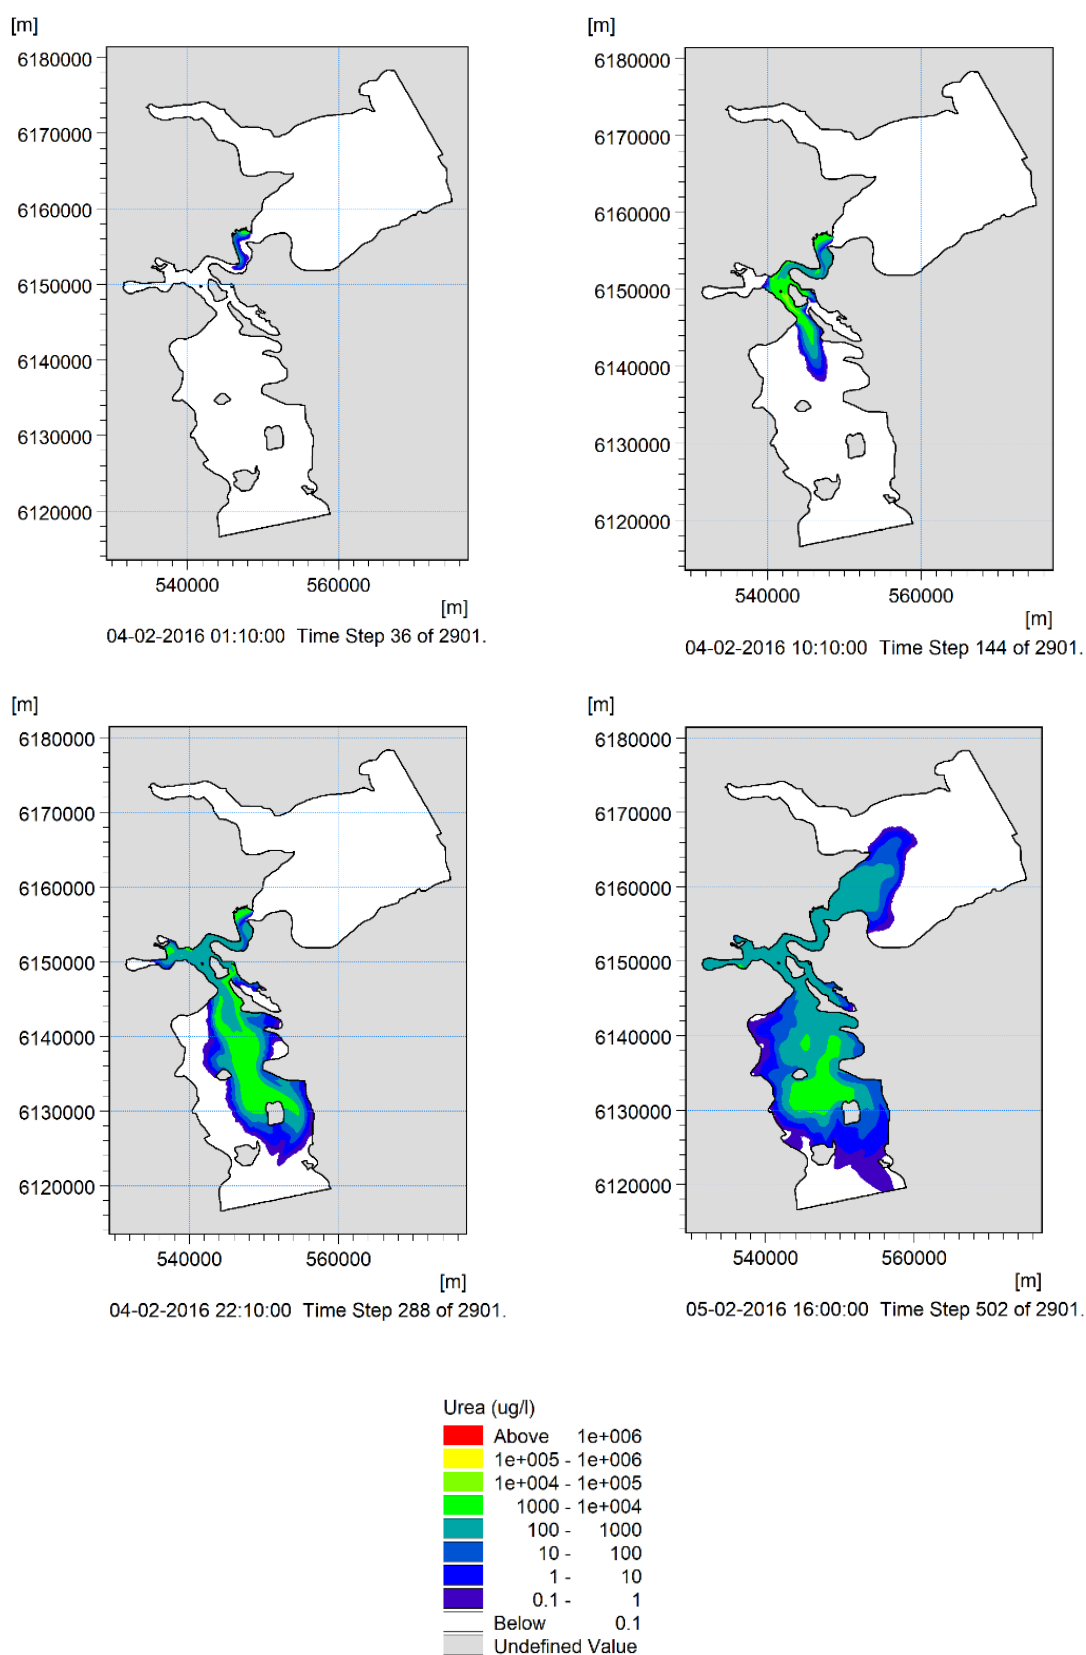 [m]
6180000
6170000
6160000
6150000
6140000
6130000
6120000
540000 560000
[m]
04-02-2016 01:10:00 Time Step 36 of 2901.
[m]
6180000
6170000
6160000
6150000
6140000
6130000
6120000
540000 560000
[m]
04-02-2016 10:10:00 Time Step 144 of 2901.
[m]
6180000
6170000
6160000
6150000
6140000
6130000
6120000
540000 560000
[m]
04-02-2016 22:10:00 Time Step 288 of 2901.
[m]
6180000
6170000
6160000
6150000
6140000
6130000
6120000
540000 560000
[m]
05-02-2016 16:00:00 Time Step 502 of 2901.
Urea (ug/l)
Above 1e+006
1e+005 - 1e+006
1e+004 - 1e+005
1000 - 1e+004
100 - 1000
10 - 100
1 - 10
0.1 - 1
Below 0.1
Undefined Value